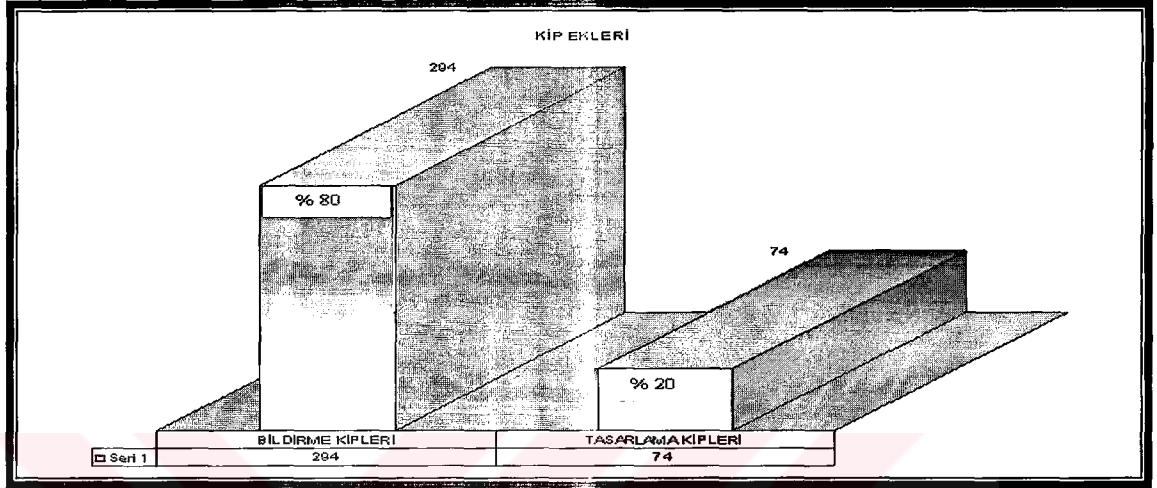 KİP EKLERİ
294
% 80
74
% 20
BİLDİRME KİPLERİ TASARLAMA KİPLERİ
Seri 1 294 74